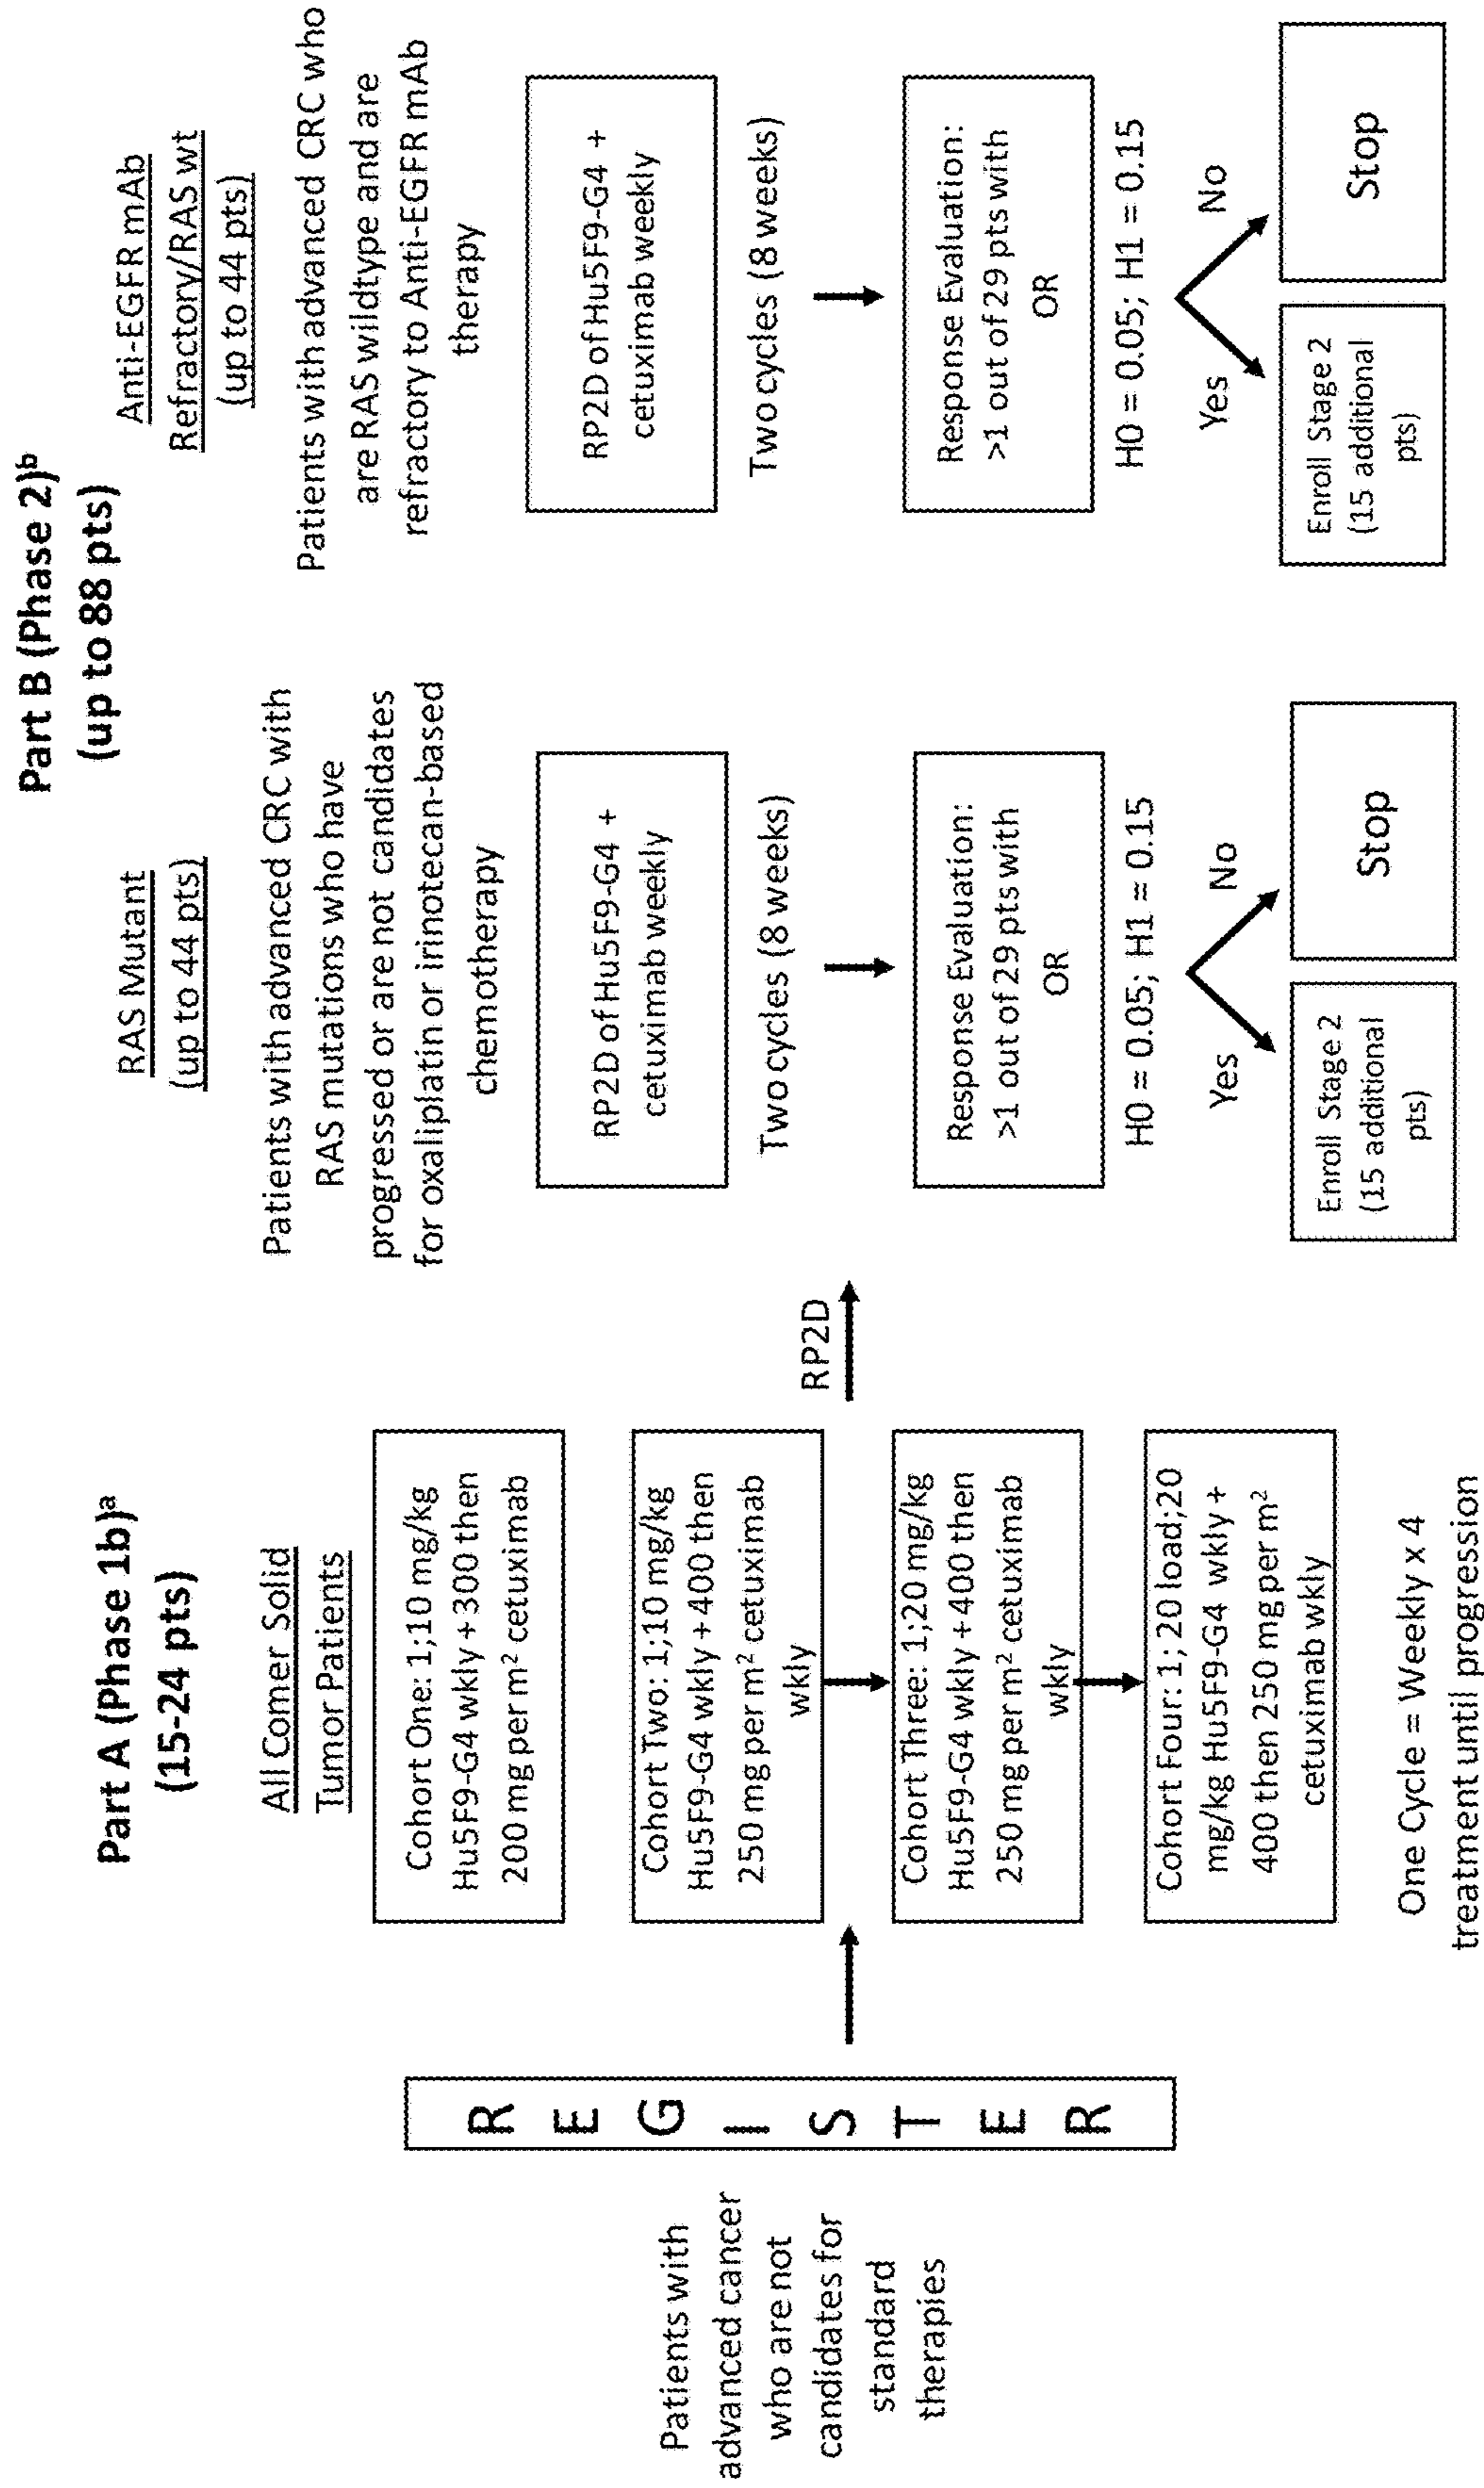 Patients with
advanced cancer
who are not
candidates for
standard
therapies
R
E
G
I
S
T
E
R
Part A (Phase 1b)a
(15-24 pts)
All Comer Solid
Tumor Patients
Cohort One: 1;10 mg/kg
Hu5F9-G4 wkly + 300 then
200 mg per m² cetuximab
Cohort Two: 1;10 mg/kg
Hu5F9-G4 wkly + 400 then
250 mg per m² cetuximab
wkly
Cohort Three: 1;20 mg/kg
Hu5F9-G4 wkly + 400 then
250 mg per m² cetuximab
wkly
Cohort Four: 1; 20 load;20
mg/kg Hu5F9-G4 wkly +
400 then 250 mg per m²
cetuximab wkly
One Cycle = Weekly x 4
treatment until progression
RP2D
Part B (Phase 2)b
(up to 88 pts)
RAS Mutant
(up to 44 pts)
Patients with advanced CRC with
RAS mutations who have
progressed or are not candidates
for oxaliplatin or irinotecan-based
chemotherapy
RP2D of Hu5F9-G4 +
cetuximab weekly
Two cycles (8 weeks)
Response Evaluation:
>1 out of 29 pts with
OR
H0 = 0.05; H1 = 0.15
Yes
No
Enroll Stage 2
(15 additional
pts)
Stop
Anti-EGFR mAb
Refractory/RAS wt
(up to 44 pts)
Patients with advanced CRC who
are RAS wildtype and are
refractory to Anti-EGFR mAb
therapy
RP2D of Hu5F9-G4 +
cetuximab weekly
Two cycles (8 weeks)
Response Evaluation:
>1 out of 29 pts with
OR
H0 = 0.05; H1 = 0.15
Yes
No
Enroll Stage 2
(15 additional
pts)
Stop